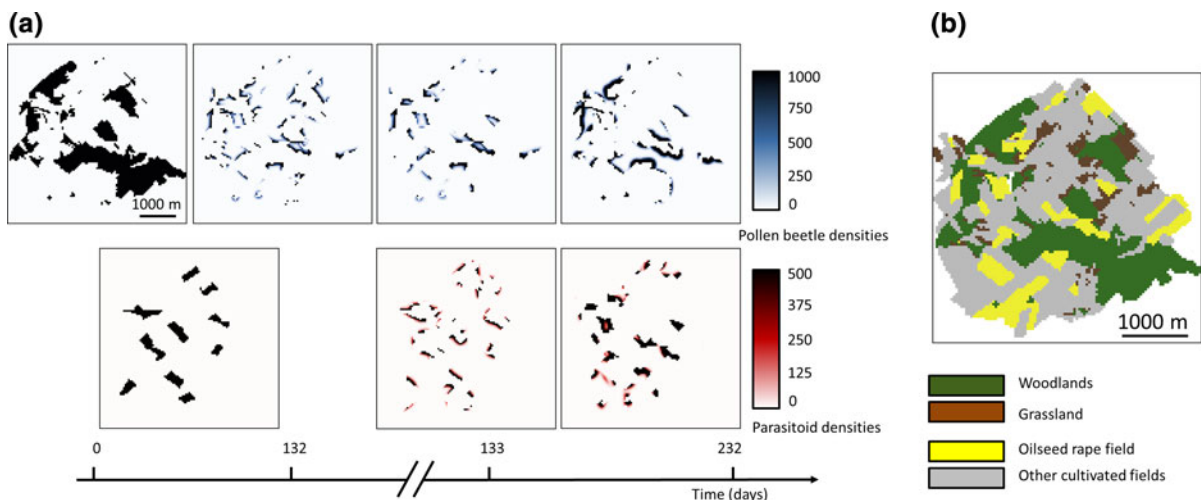 (a)
(b)
1000
750
500
250
0
1000 m
Pollen beetle densities
500
375
250
125
0
Parasitoid densities
0
132
133
232
Time (days)
1000 m
Woodlands
Grassland
Oilseed rape field
Other cultivated fields